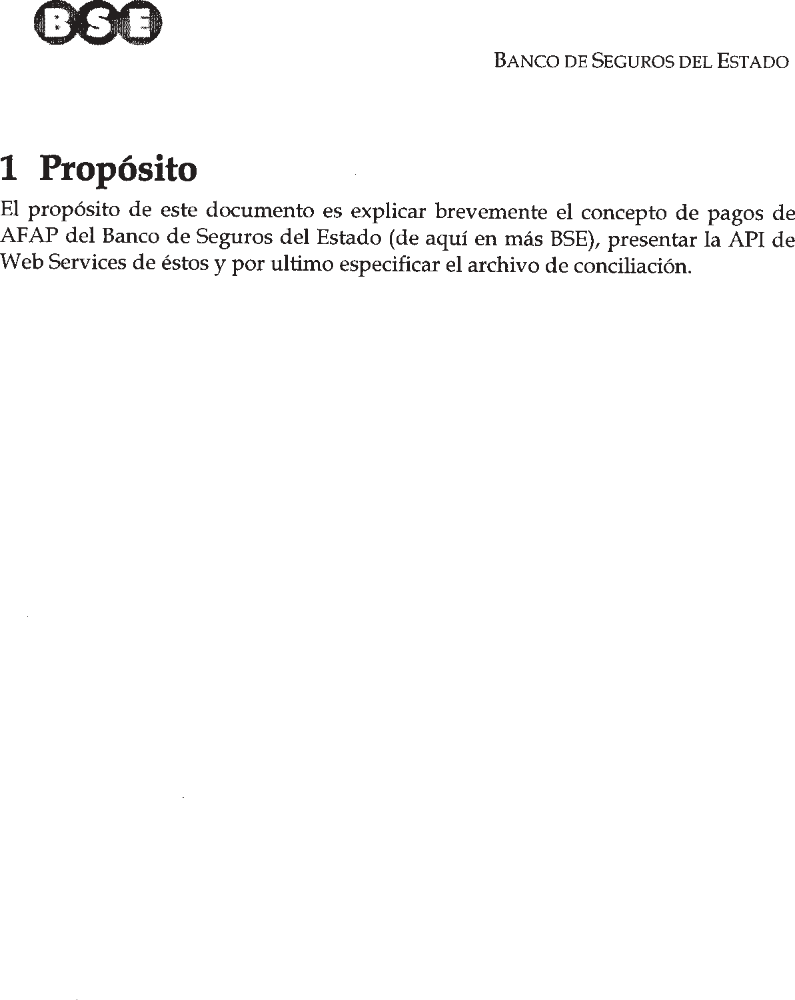 BSE
BANCO DE SEGUROS DEL ESTADO
1 Propósito
El propósito de este documento es explicar brevemente el concepto de pagos de
AFAP del Banco de Seguros del Estado (de aquí en más BSE), presentar la API de
Web Services de éstos y por ultimo especificar el archivo de conciliación.